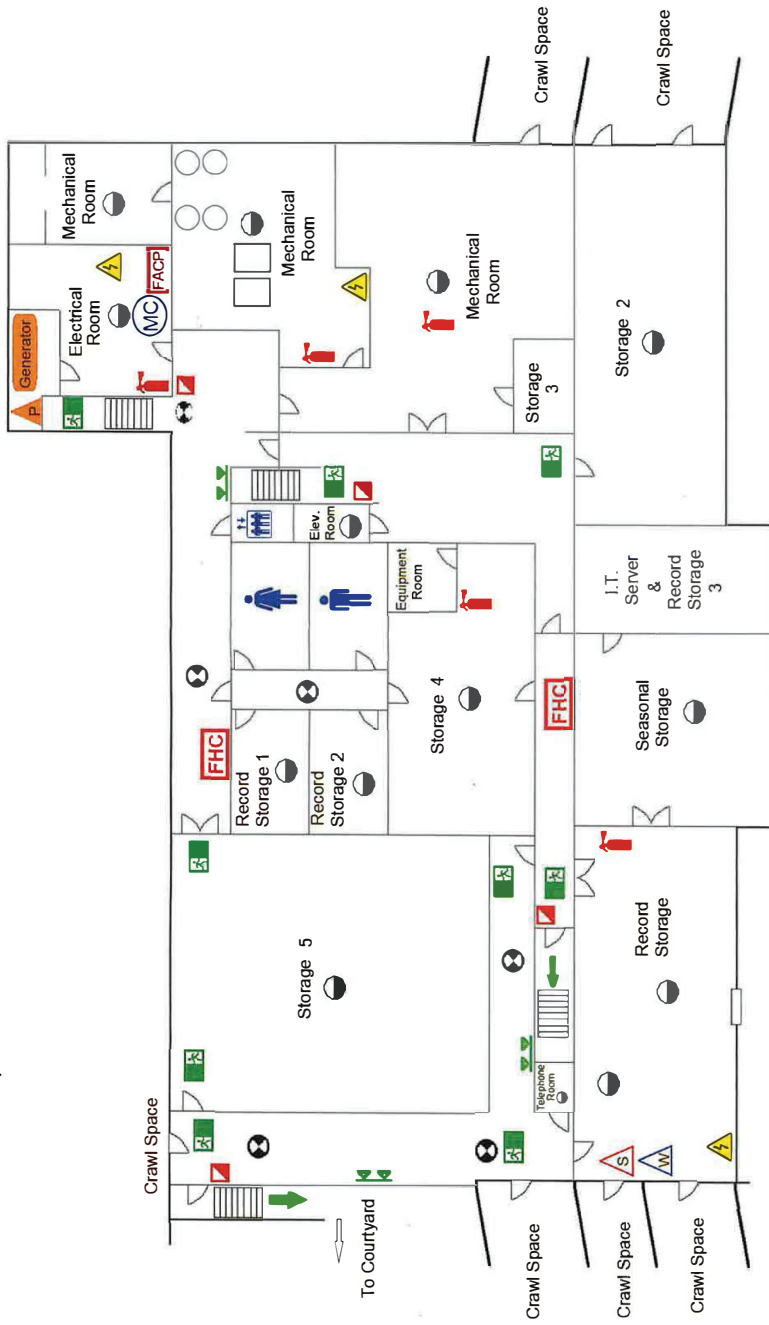 Crawl Space
Crawl Space
Mechanical
Room
Mechanical
Room
Mechanical
Room
Generator
Electrical
Room
MC
FACP
P
Storage
3
Storage 2
Elev.
Room
Equipment
Room
I.T.
Server
&
Record
Storage
3
FHC
Record
Storage 1
Record
Storage 2
Storage 4
FHC
Seasonal
Storage
Storage 5
Record
Storage
Telephone
Room
S
W
Crawl Space
To Courtyard
Crawl Space
Crawl Space
Crawl Space